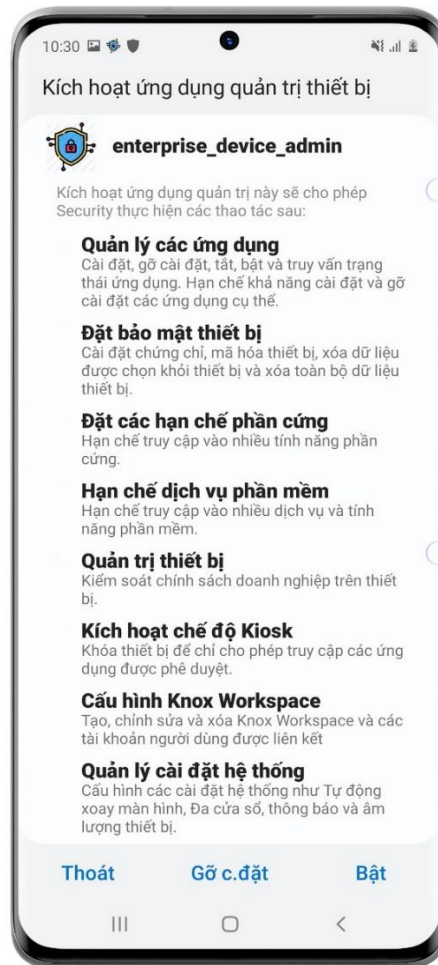 10:30
Kích hoạt ứng dụng quản trị thiết bị
enterprise_device_admin
Kích hoạt ứng dụng quản trị này sẽ cho phép
Security thực hiện các thao tác sau:
Quản lý các ứng dụng
Cài đặt, gỡ cài đặt, tắt, bật và truy vấn trạng
thái ứng dụng. Hạn chế khả năng cài đặt và gỡ
cài đặt các ứng dụng cụ thể.
Đặt bảo mật thiết bị
Cài đặt chứng chỉ, mã hóa thiết bị, xóa dữ liệu
được chọn khỏi thiết bị và xóa toàn bộ dữ liệu
thiết bị.
Đặt các hạn chế phần cứng
Hạn chế truy cập vào nhiều tính năng phần
cứng.
Hạn chế dịch vụ phần mềm
Hạn chế truy cập vào nhiều dịch vụ và tính
năng phần mềm.
Quản trị thiết bị
Kiểm soát chính sách doanh nghiệp trên thiết
bị.
Kích hoạt chế độ Kiosk
Khóa thiết bị để chỉ cho phép truy cập các ứng
dụng được phê duyệt.
Cấu hình Knox Workspace
Tạo, chỉnh sửa và xóa Knox Workspace và các
tài khoản người dùng được liên kết
Quản lý cài đặt hệ thống
Cấu hình các cài đặt hệ thống như Tự động
xoay màn hình, Đa cửa sổ, thông báo và âm
lượng thiết bị.
Thoát Gỡ c.đặt Bật